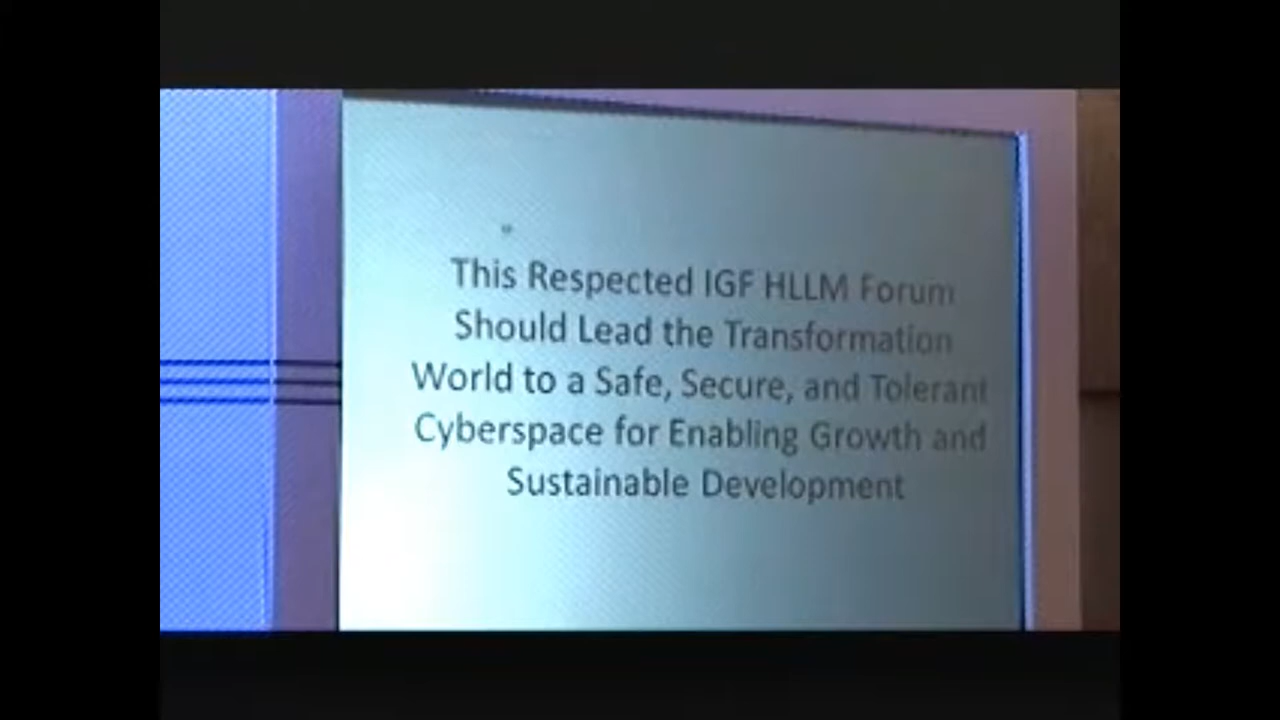 This Respected IGF HLLM Forum
Should Lead the Transformation
World to a Safe, Secure, and Tolerant
Cyberspace for Enabling Growth and
Sustainable Development